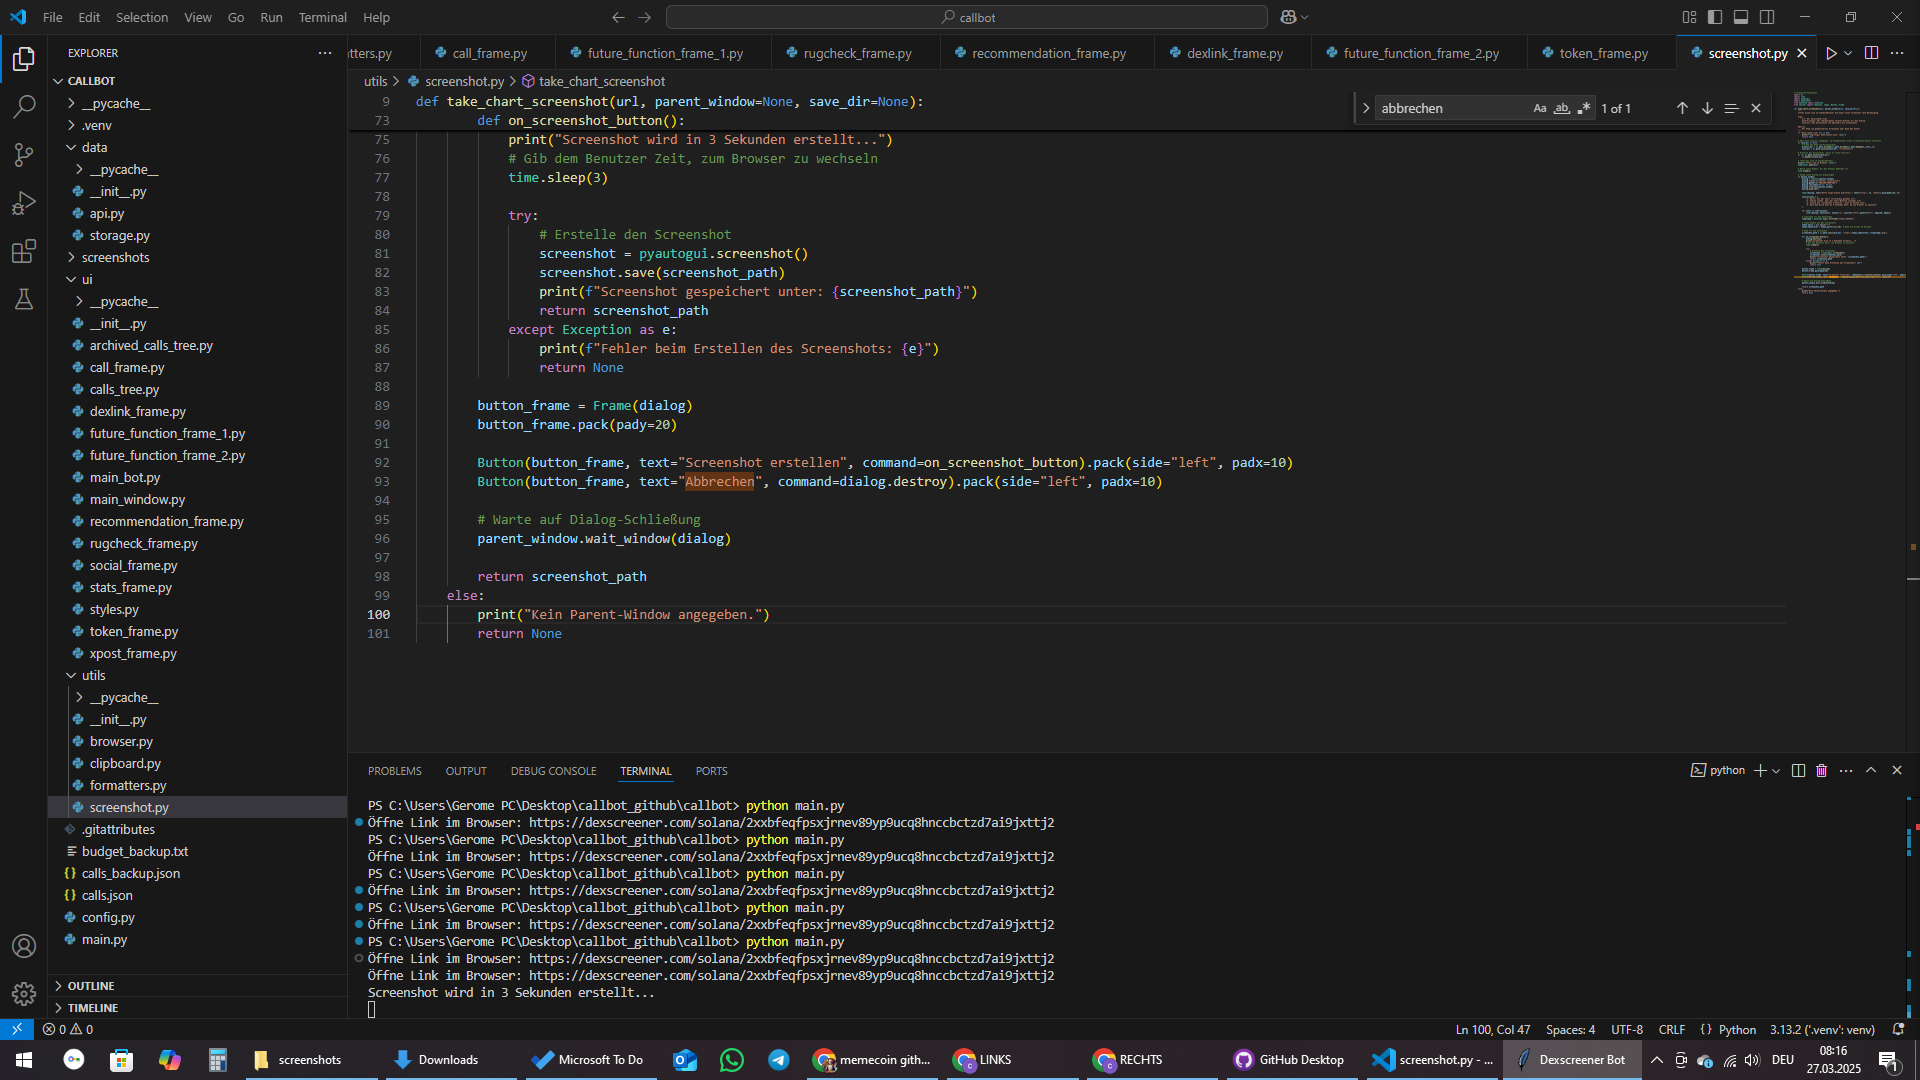 File Edit Selection View Go Run Terminal Help
callbot
EXPLORER
CALLBOT
__pycache__
.venv
data
__pycache__
__init__.py
api.py
storage.py
screenshots
ui
__pycache__
__init__.py
archived_calls_tree.py
call_frame.py
calls_tree.py
dexlink_frame.py
future_function_frame_1.py
future_function_frame_2.py
main_bot.py
main_window.py
recommendation_frame.py
rugcheck_frame.py
social_frame.py
stats_frame.py
styles.py
token_frame.py
xpost_frame.py
utils
__pycache__
__init__.py
browser.py
clipboard.py
formatters.py
screenshot.py
.gitattributes
budget_backup.txt
calls_backup.json
calls.json
config.py
main.py
OUTLINE
TIMELINE
tters.py call_frame.py future_function_frame_1.py rugcheck_frame.py recommendation_frame.py dexlink_frame.py future_function_frame_2.py token_frame.py screenshot.py
utils > screenshot.py > take_chart_screenshot
abbrechen Aa ab 1 of 1
9 def take_chart_screenshot(url, parent_window=None, save_dir=None):
73 def on_screenshot_button():
75 print("Screenshot wird in 3 Sekunden erstellt...")
76 # Gib dem Benutzer Zeit, zum Browser zu wechseln
77 time.sleep(3)
78
79 try:
80 # Erstelle den Screenshot
81 screenshot = pyautogui.screenshot()
82 screenshot.save(screenshot_path)
83 print(f"Screenshot gespeichert unter: {screenshot_path}")
84 return screenshot_path
85 except Exception as e:
86 print(f"Fehler beim Erstellen des Screenshots: {e}")
87 return None
88
89 button_frame = Frame(dialog)
90 button_frame.pack(pady=20)
91
92 Button(button_frame, text="Screenshot erstellen", command=on_screenshot_button).pack(side="left", padx=10)
93 Button(button_frame, text="Abbrechen", command=dialog.destroy).pack(side="left", padx=10)
94
95 # Warte auf Dialog-Schließung
96 parent_window.wait_window(dialog)
97
98 return screenshot_path
99 else:
100 print("Kein Parent-Window angegeben.")
101 return None
PROBLEMS OUTPUT DEBUG CONSOLE TERMINAL PORTS
python
PS C:\Users\Gerome PC\Desktop\callbot_github\callbot> python main.py
Öffne Link im Browser: https://dexscreener.com/solana/2xxbfeqfpsxjrnev89yp9ucq8hnccbctzd7ai9jxttj2
PS C:\Users\Gerome PC\Desktop\callbot_github\callbot> python main.py
Öffne Link im Browser: https://dexscreener.com/solana/2xxbfeqfpsxjrnev89yp9ucq8hnccbctzd7ai9jxttj2
PS C:\Users\Gerome PC\Desktop\callbot_github\callbot> python main.py
Öffne Link im Browser: https://dexscreener.com/solana/2xxbfeqfpsxjrnev89yp9ucq8hnccbctzd7ai9jxttj2
PS C:\Users\Gerome PC\Desktop\callbot_github\callbot> python main.py
Öffne Link im Browser: https://dexscreener.com/solana/2xxbfeqfpsxjrnev89yp9ucq8hnccbctzd7ai9jxttj2
PS C:\Users\Gerome PC\Desktop\callbot_github\callbot> python main.py
Öffne Link im Browser: https://dexscreener.com/solana/2xxbfeqfpsxjrnev89yp9ucq8hnccbctzd7ai9jxttj2
Öffne Link im Browser: https://dexscreener.com/solana/2xxbfeqfpsxjrnev89yp9ucq8hnccbctzd7ai9jxttj2
Screenshot wird in 3 Sekunden erstellt...
0 0 Ln 100, Col 47 Spaces: 4 UTF-8 CRLF {} Python 3.13.2 ('.venv': venv)
screenshots Downloads Microsoft To Do memecoin gith... LINKS RECHTS GitHub Desktop screenshot.py - ... Dexscreener Bot DEU 08:16
27.03.2025 1